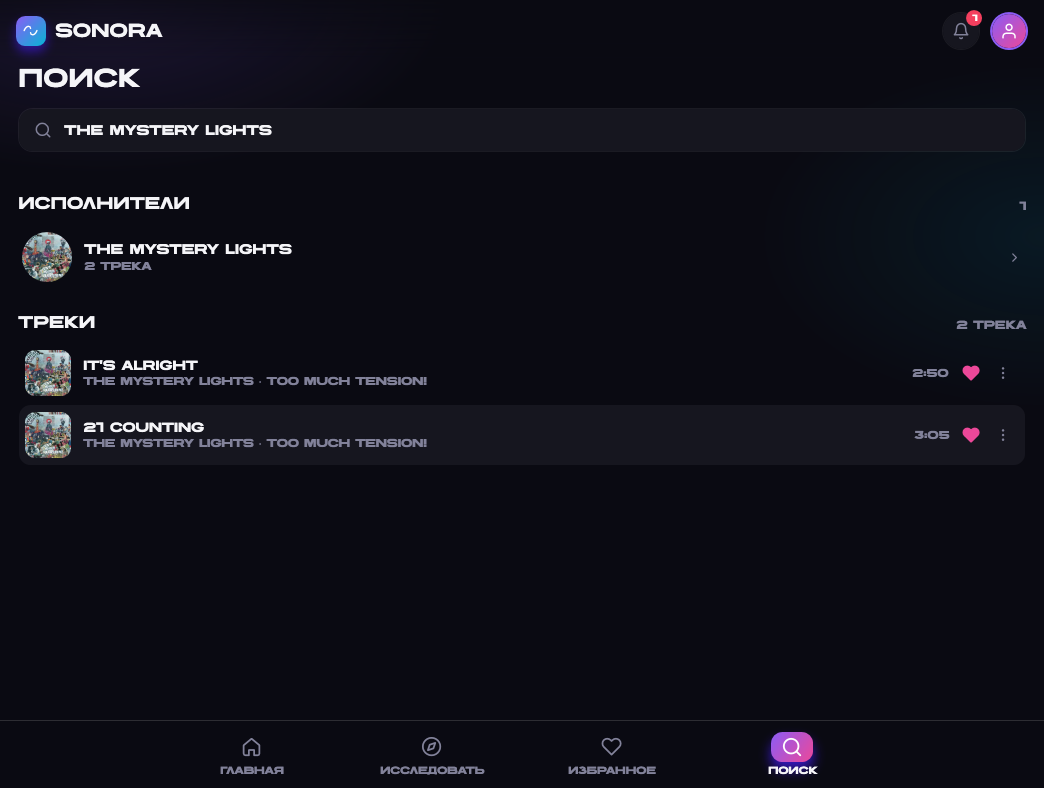 SONORA
1
ПОИСК
THE MYSTERY LIGHTS
ИСПОЛНИТЕЛИ
1
THE MYSTERY LIGHTS
2 ТРЕКА
ТРЕКИ
2 ТРЕКА
IT'S ALRIGHT
THE MYSTERY LIGHTS · TOO MUCH TENSION!
2:50
21 COUNTING
THE MYSTERY LIGHTS · TOO MUCH TENSION!
3:05
ГЛАВНАЯ
ИССЛЕДОВАТЬ
ИЗБРАННОЕ
ПОИСК